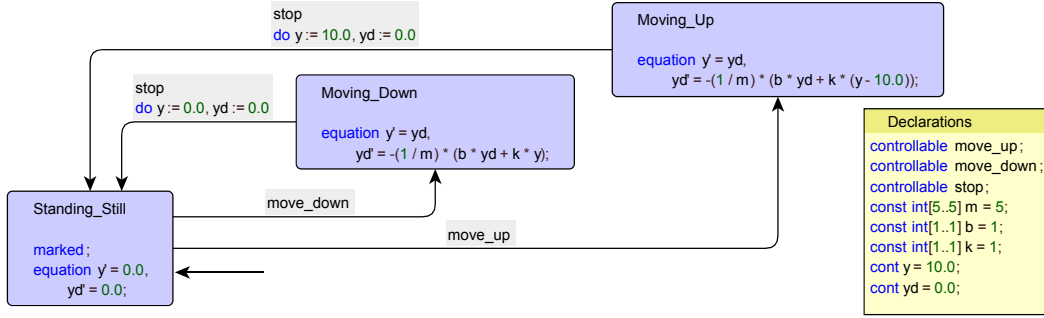 stop
do y := 10.0, yd := 0.0
Moving_Up
equation y' = yd,
yd' = -(1 / m) * (b * yd + k * (y - 10.0));
stop
do y := 0.0, yd := 0.0
Moving_Down
equation y' = yd,
yd' = -(1 / m) * (b * yd + k * y);
Standing_Still
marked;
equation y' = 0.0,
yd' = 0.0;
move_down
move_up
Declarations
controllable move_up;
controllable move_down;
controllable stop;
const int[5..5] m = 5;
const int[1..1] b = 1;
const int[1..1] k = 1;
cont y = 10.0;
cont yd = 0.0;